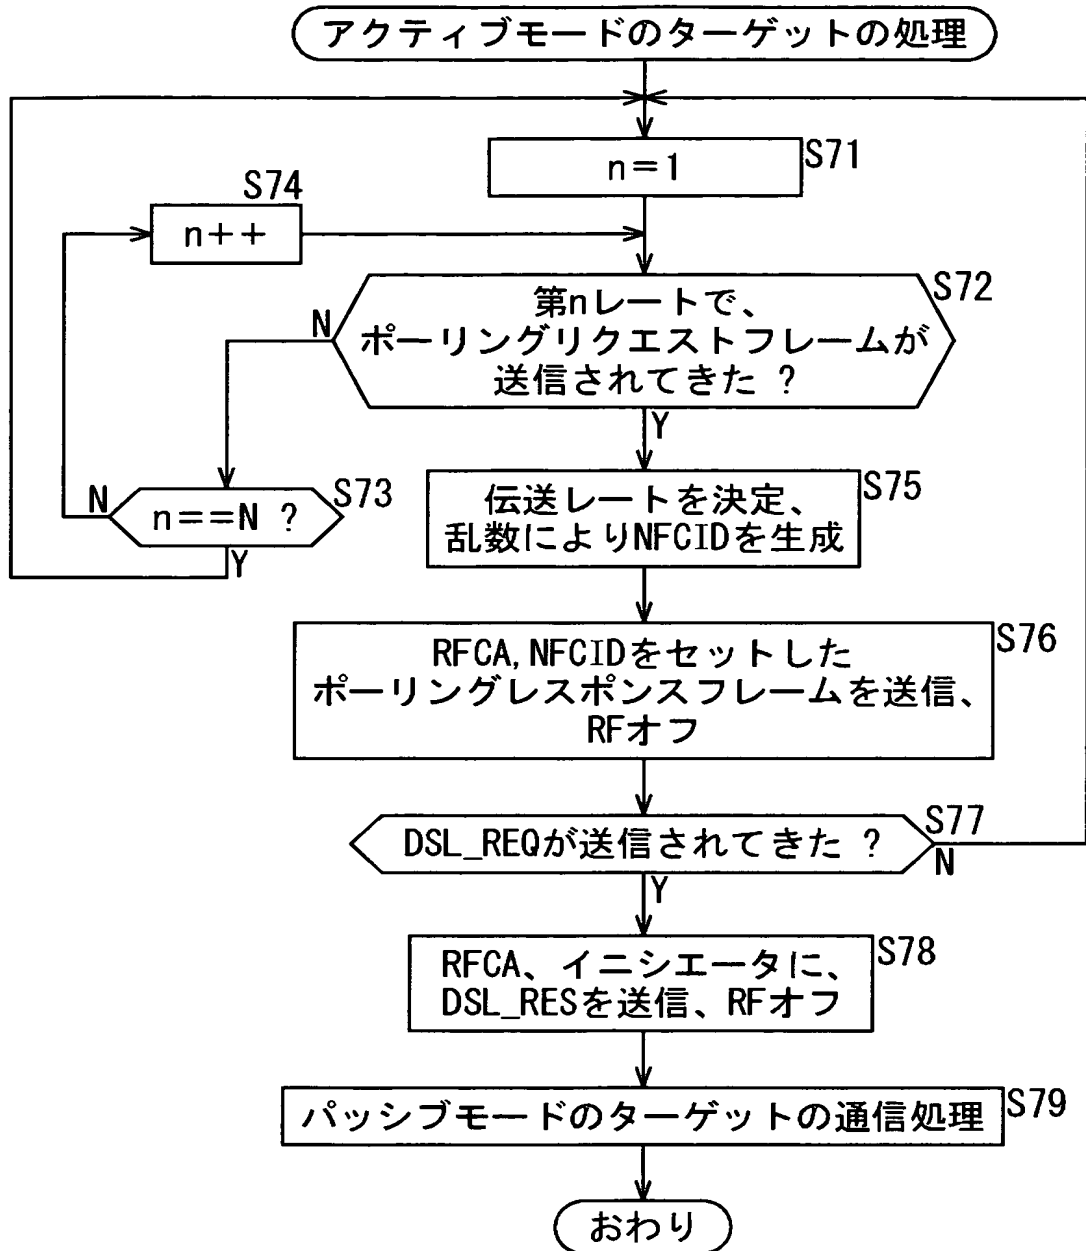 アクティブモードのターゲットの処理
n=1
S71
S74
n++
第nレートで、
ポーリングリクエストフレームが
送信されてきた ?
S72
N
Y
n==N ?
S73
N
Y
伝送レートを決定、
乱数によりNFCIDを生成
S75
RFCA,NFCIDをセットした
ポーリングレスポンスフレームを送信、
RFオフ
S76
DSL_REQが送信されてきた ?
S77
N
Y
RFCA、イニシエータに、
DSL_RESを送信、RFオフ
S78
パッシブモードのターゲットの通信処理
S79
おわり